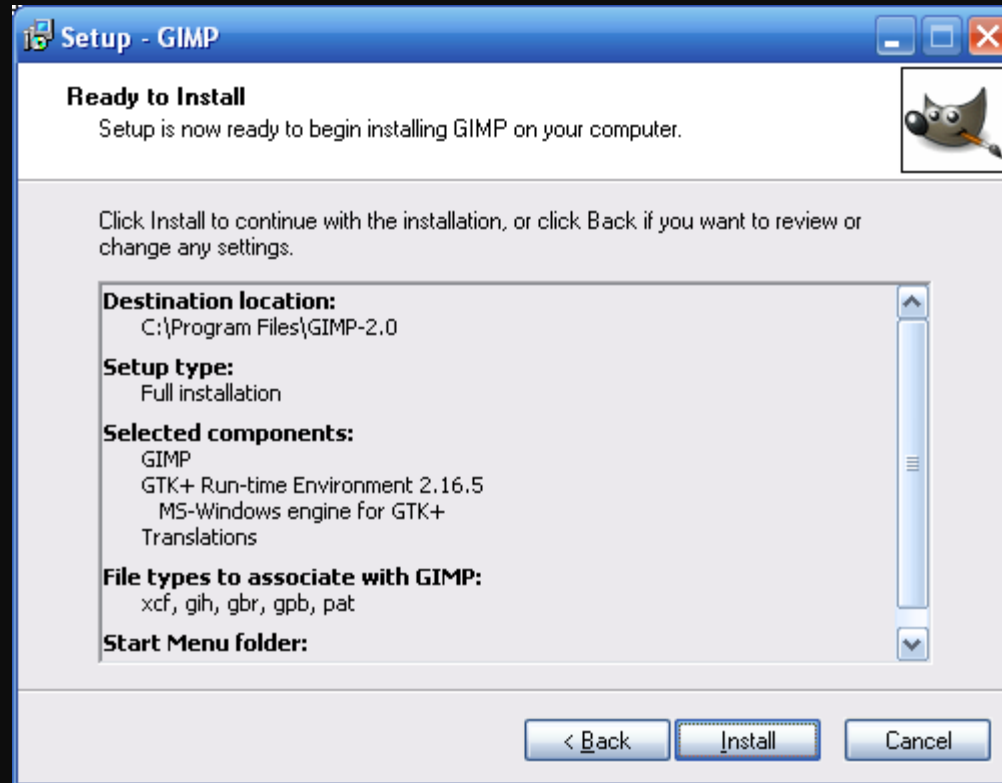 Setup - GIMP
Ready to Install
Setup is now ready to begin installing GIMP on your computer.
Click Install to continue with the installation, or click Back if you want to review or
change any settings.
Destination location:
C:\Program Files\GIMP-2.0
Setup type:
Full installation
Selected components:
GIMP
GTK+ Run-time Environment 2.16.5
MS-Windows engine for GTK+
Translations
File types to associate with GIMP:
xcf, gih, gbr, gpb, pat
Start Menu folder:
< Back Install Cancel